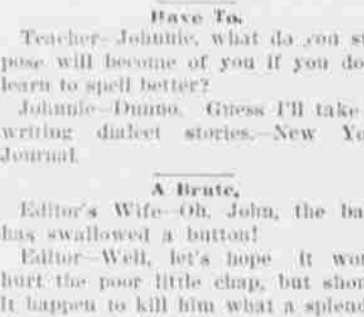 Have To.
Teacher—Johnnie, what do you su
pose will become of you if you do
learn to spell better?
Johnnie—Dunno. Guess I'll take
writing dialect stories.—New Yo
Journal.
A Brute.
Editor's Wife—Oh, John, the ba
has swallowed a button!
Editor—Well, let's hope it won
hurt the poor little chap, but shou
it happen to kill him what a splend